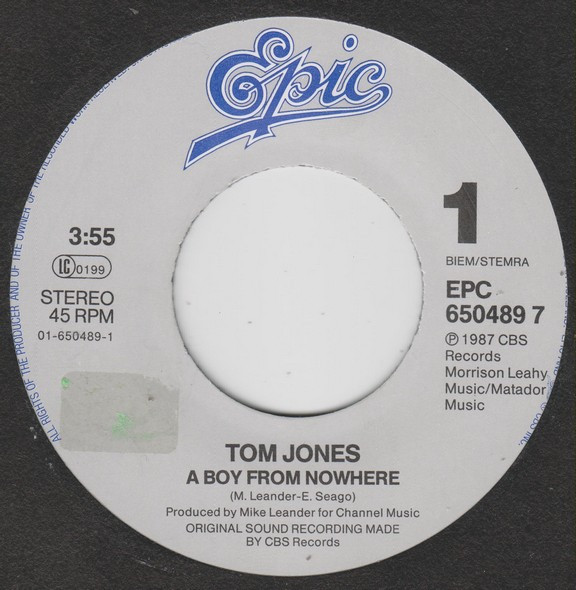 Epic
3:55
LC 0199
STEREO
45 RPM
01-650489-1
1
BIEM/STEMRA
EPC
650489 7
Ⓟ 1987 CBS
Records
Morrison Leahy
Music/Matador
Music
TOM JONES
A BOY FROM NOWHERE
(M. Leander-E. Seago)
Produced by Mike Leander for Channel Music
ORIGINAL SOUND RECORDING MADE
BY CBS Records
ALL RIGHTS OF THE PRODUCER AND OF THE OWNER OF THE RECORDED